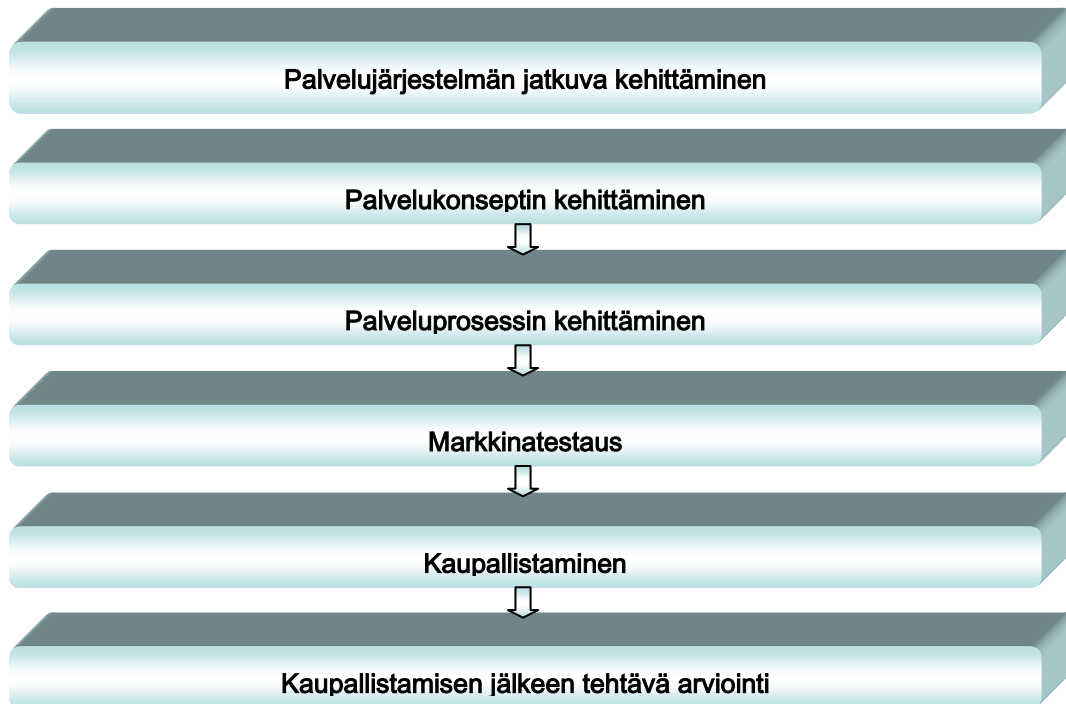 Palvelujärjestelmän jatkuva kehittäminen
Palvelukonseptin kehittäminen
Palveluprosessin kehittäminen
Markkinatestaus
Kaupallistaminen
Kaupallistamisen jälkeen tehtävä arviointi